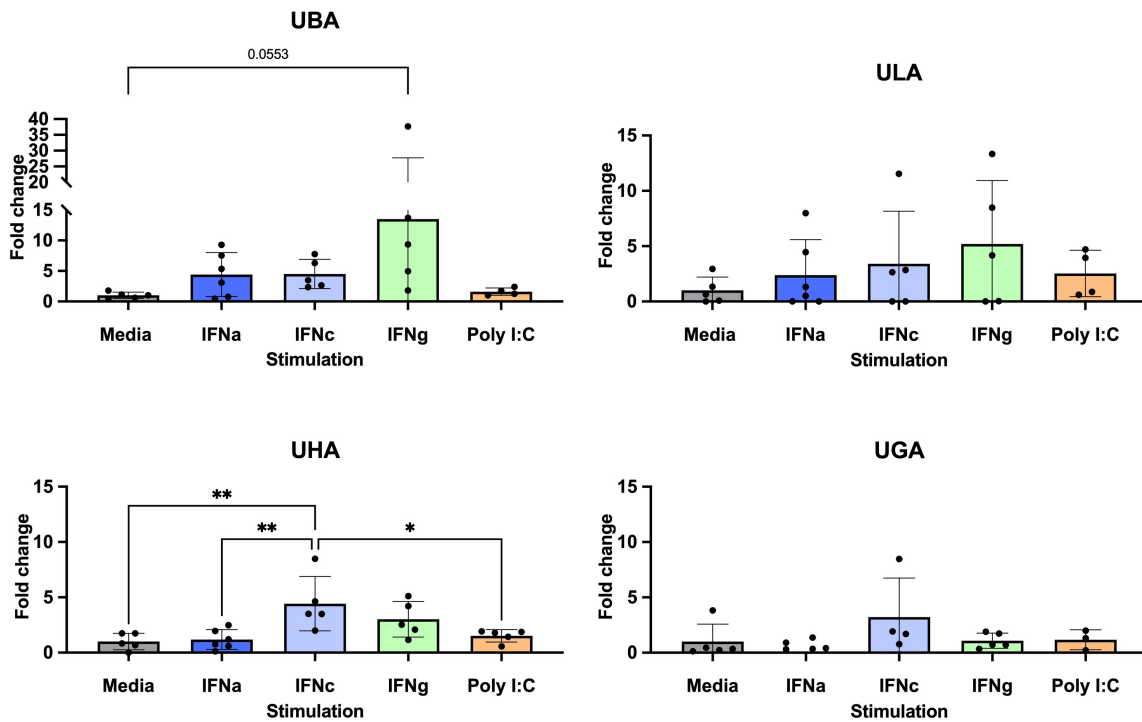 UBA
0.0553
Fold change
40
35
30
25
20
15
10
5
0
Media IFNa IFNc IFNg Poly I:C
Stimulation
ULA
Fold change
15
10
5
0
Media IFNa IFNc IFNg Poly I:C
Stimulation
UHA
Fold change
15
10
5
0
** ** *
Media IFNa IFNc IFNg Poly I:C
Stimulation
UGA
Fold change
15
10
5
0
Media IFNa IFNc IFNg Poly I:C
Stimulation